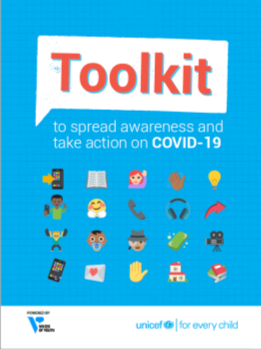 Toolkit
to spread awareness and
take action on COVID-19
POWERED BY
VOICES
OF YOUTH
unicef | for every child